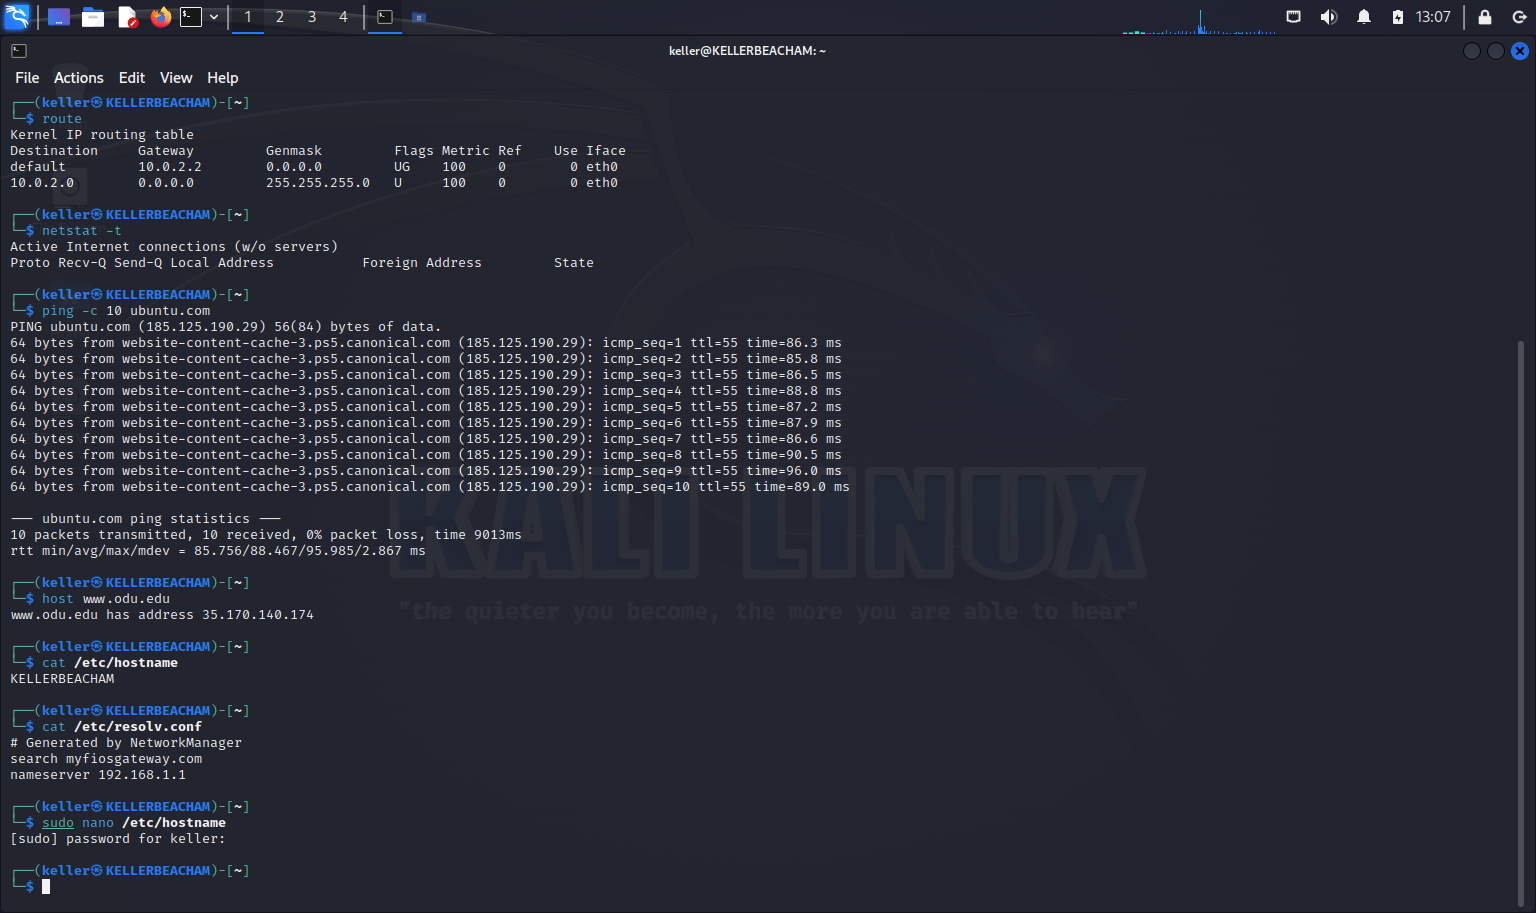 1 2 3 4 13:07
keller@KELLERBEACHAM: ~
File Actions Edit View Help
┌──(keller㉿KELLERBEACHAM)-[~]
└─$ route
Kernel IP routing table
Destination     Gateway         Genmask         Flags Metric Ref    Use Iface
default         10.0.2.2        0.0.0.0         UG    100    0        0 eth0
10.0.2.0        0.0.0.0         255.255.255.0   U     100    0        0 eth0
┌──(keller㉿KELLERBEACHAM)-[~]
└─$ netstat -t
Active Internet connections (w/o servers)
Proto Recv-Q Send-Q Local Address           Foreign Address         State
┌──(keller㉿KELLERBEACHAM)-[~]
└─$ ping -c 10 ubuntu.com
PING ubuntu.com (185.125.190.29) 56(84) bytes of data.
64 bytes from website-content-cache-3.ps5.canonical.com (185.125.190.29): icmp_seq=1 ttl=55 time=86.3 ms
64 bytes from website-content-cache-3.ps5.canonical.com (185.125.190.29): icmp_seq=2 ttl=55 time=85.8 ms
64 bytes from website-content-cache-3.ps5.canonical.com (185.125.190.29): icmp_seq=3 ttl=55 time=86.5 ms
64 bytes from website-content-cache-3.ps5.canonical.com (185.125.190.29): icmp_seq=4 ttl=55 time=88.8 ms
64 bytes from website-content-cache-3.ps5.canonical.com (185.125.190.29): icmp_seq=5 ttl=55 time=87.2 ms
64 bytes from website-content-cache-3.ps5.canonical.com (185.125.190.29): icmp_seq=6 ttl=55 time=87.9 ms
64 bytes from website-content-cache-3.ps5.canonical.com (185.125.190.29): icmp_seq=7 ttl=55 time=86.6 ms
64 bytes from website-content-cache-3.ps5.canonical.com (185.125.190.29): icmp_seq=8 ttl=55 time=90.5 ms
64 bytes from website-content-cache-3.ps5.canonical.com (185.125.190.29): icmp_seq=9 ttl=55 time=96.0 ms
64 bytes from website-content-cache-3.ps5.canonical.com (185.125.190.29): icmp_seq=10 ttl=55 time=89.0 ms
--- ubuntu.com ping statistics ---
10 packets transmitted, 10 received, 0% packet loss, time 9013ms
rtt min/avg/max/mdev = 85.756/88.467/95.985/2.867 ms
┌──(keller㉿KELLERBEACHAM)-[~]
└─$ host www.odu.edu
www.odu.edu has address 35.170.140.174
┌──(keller㉿KELLERBEACHAM)-[~]
└─$ cat /etc/hostname
KELLERBEACHAM
┌──(keller㉿KELLERBEACHAM)-[~]
└─$ cat /etc/resolv.conf
# Generated by NetworkManager
search myfiosgateway.com
nameserver 192.168.1.1
┌──(keller㉿KELLERBEACHAM)-[~]
└─$ sudo nano /etc/hostname
[sudo] password for keller:
┌──(keller㉿KELLERBEACHAM)-[~]
└─$
KALI LINUX
"the quieter you become, the more you are able to hear"